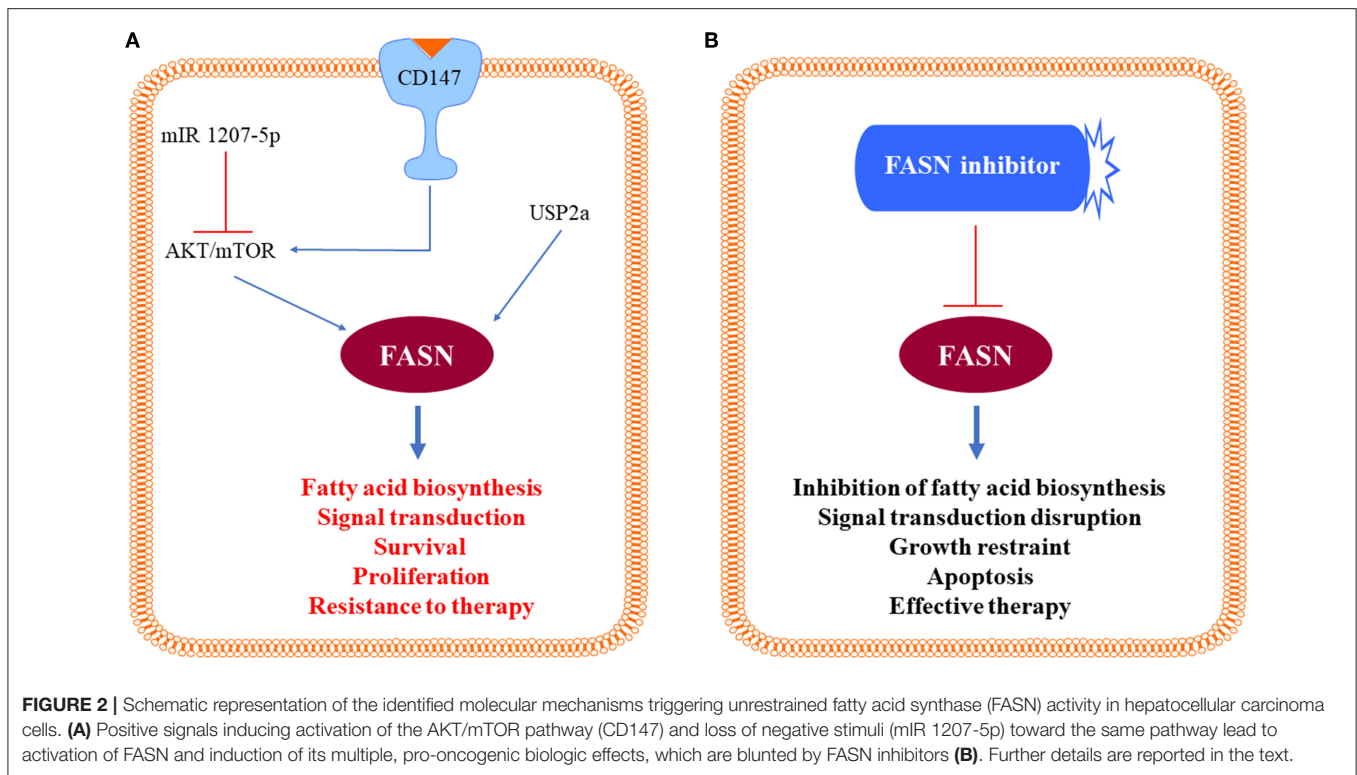 A
CD147
mIR 1207-5p
AKT/mTOR
USP2a
FASN
Fatty acid biosynthesis
Signal transduction
Survival
Proliferation
Resistance to therapy
B
FASN inhibitor
FASN
Inhibition of fatty acid biosynthesis
Signal transduction disruption
Growth restraint
Apoptosis
Effective therapy
FIGURE 2 | Schematic representation of the identified molecular mechanisms triggering unrestrained fatty acid synthase (FASN) activity in hepatocellular carcinoma
cells. (A) Positive signals inducing activation of the AKT/mTOR pathway (CD147) and loss of negative stimuli (mIR 1207-5p) toward the same pathway lead to
activation of FASN and induction of its multiple, pro-oncogenic biologic effects, which are blunted by FASN inhibitors (B). Further details are reported in the text.